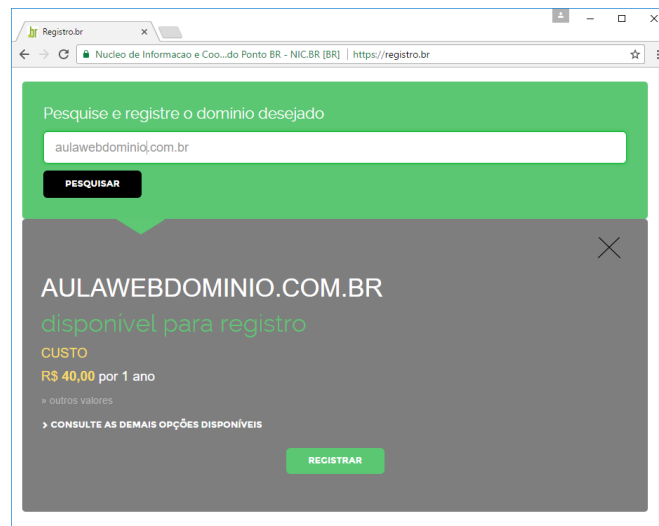 Registro.br
Nucleo de Informacao e Coo...do Ponto BR - NIC.BR [BR] | https://registro.br
Pesquise e registre o domínio desejado
aulawebdominio.com.br
PESQUISAR
AULAWEBDOMINIO.COM.BR
disponível para registro
CUSTO
R$ 40,00 por 1 ano
» outros valores
› CONSULTE AS DEMAIS OPÇÕES DISPONÍVEIS
REGISTRAR